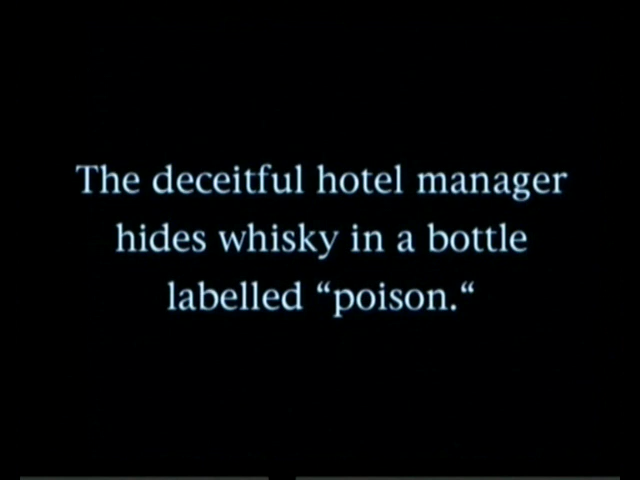 The deceitful hotel manager
hides whisky in a bottle
labelled “poison.“